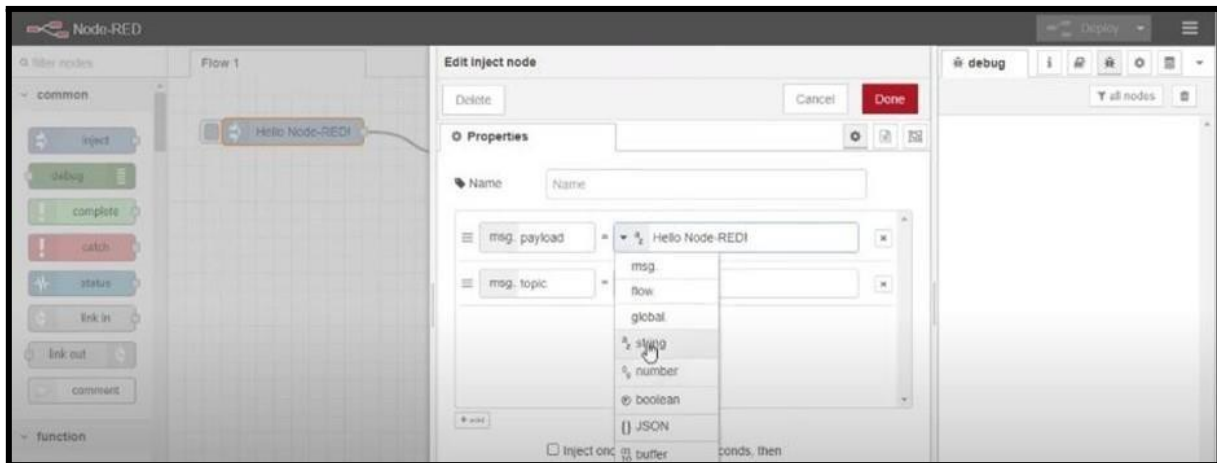 Node-RED
Deploy
filter nodes
Flow 1
Edit inject node
debug
common
Delete
Cancel
Done
all nodes
inject
Hello Node-RED!
Properties
debug
Name
Name
complete
msg. payload
=
Hello Node-RED!
catch
msg.
status
msg. topic
=
flow.
link in
global.
string
link out
number
comment
boolean
add
{} JSON
function
Inject onc
buffer
conds, then